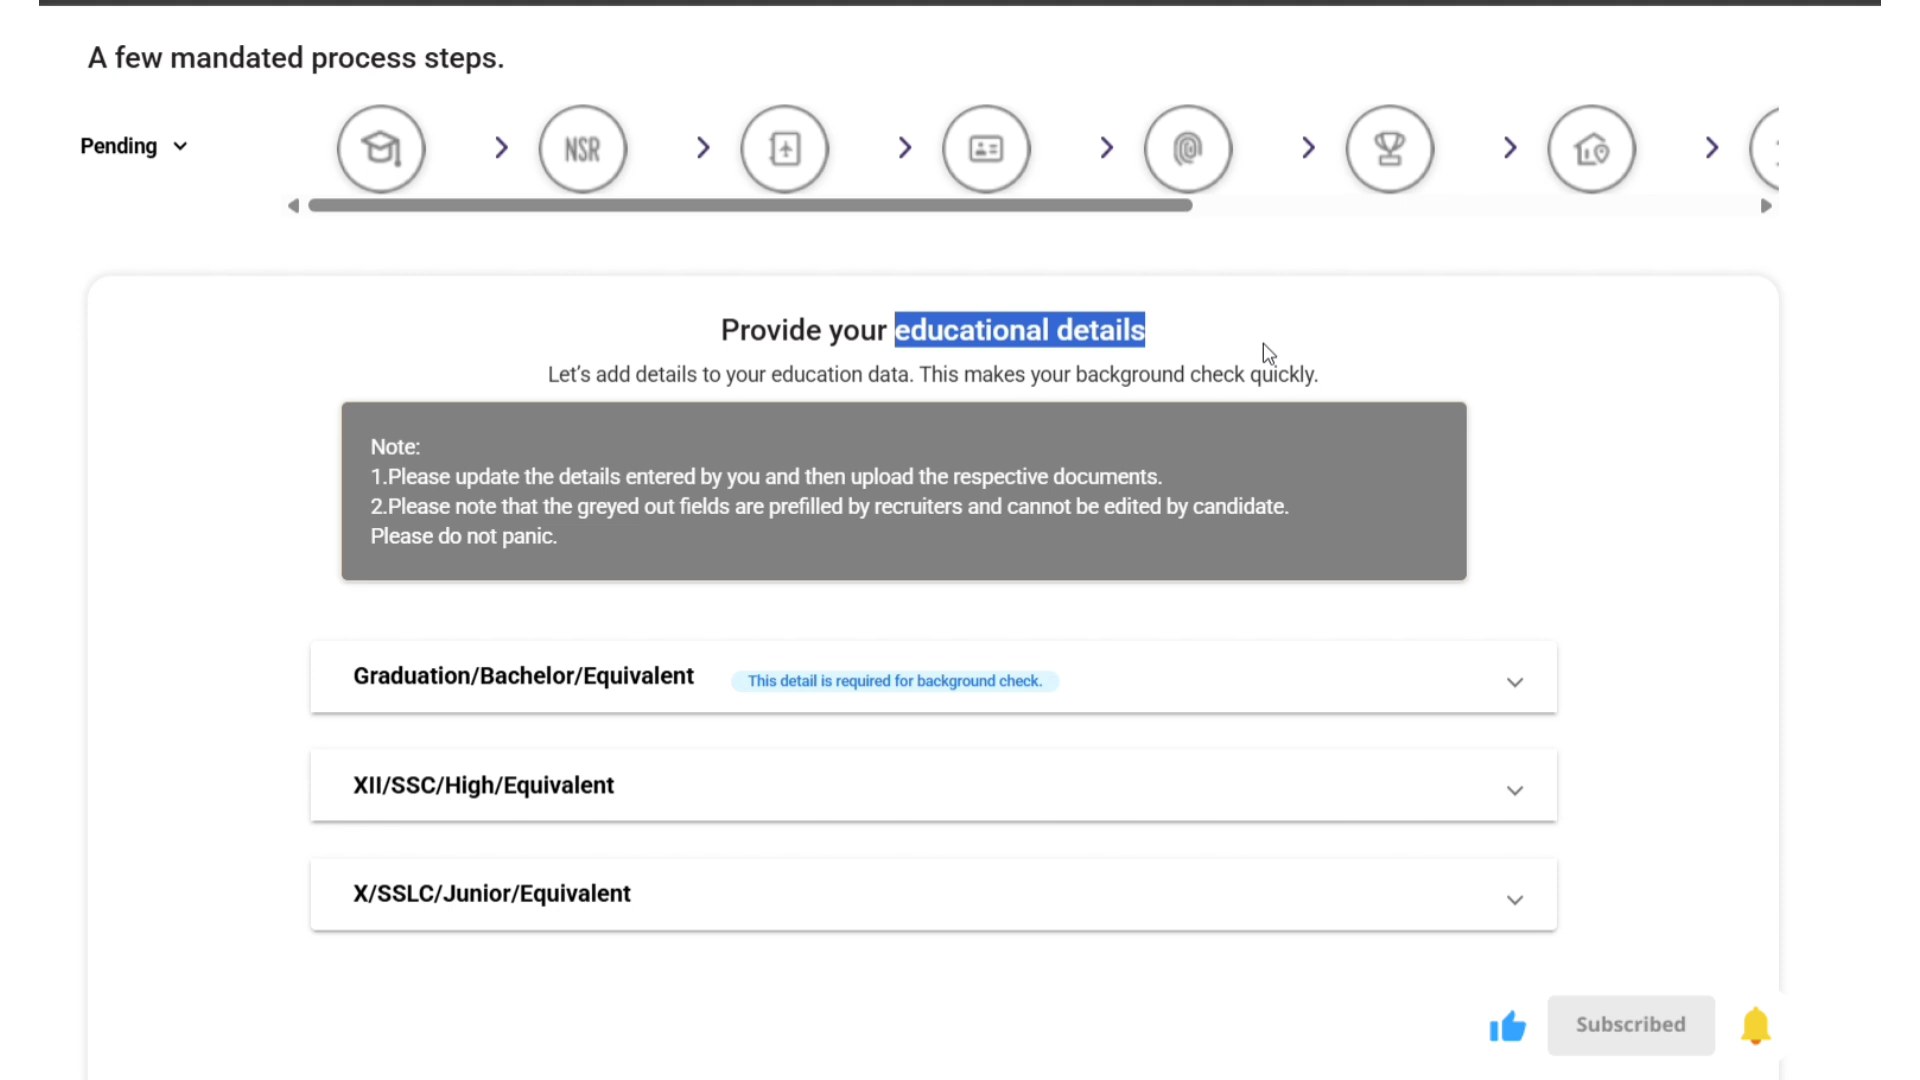 A few mandated process steps.
Pending
NSR
Provide your educational details
Let's add details to your education data. This makes your background check quickly.
Note:
1.Please update the details entered by you and then upload the respective documents.
2.Please note that the greyed out fields are prefilled by recruiters and cannot be edited by candidate.
Please do not panic.
Graduation/Bachelor/Equivalent This detail is required for background check.
XII/SSC/High/Equivalent
X/SSLC/Junior/Equivalent
Subscribed